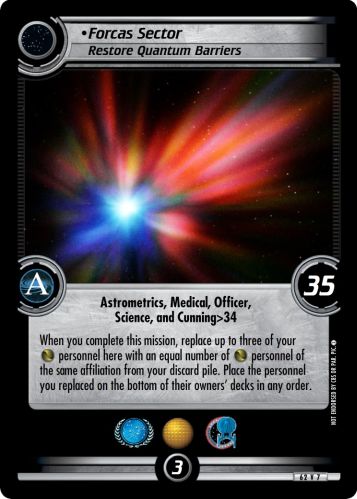 •Forcas Sector
Restore Quantum Barriers
A
35
Astrometrics, Medical, Officer,
Science, and Cunning>34
When you complete this mission, replace up to three of your
personnel here with an equal number of personnel of
the same affiliation from your discard pile. Place the personnel
you replaced on the bottom of their owners' decks in any order.
NOT ENDORSED BY CBS OR PAR. PIC.
3
62 V 7